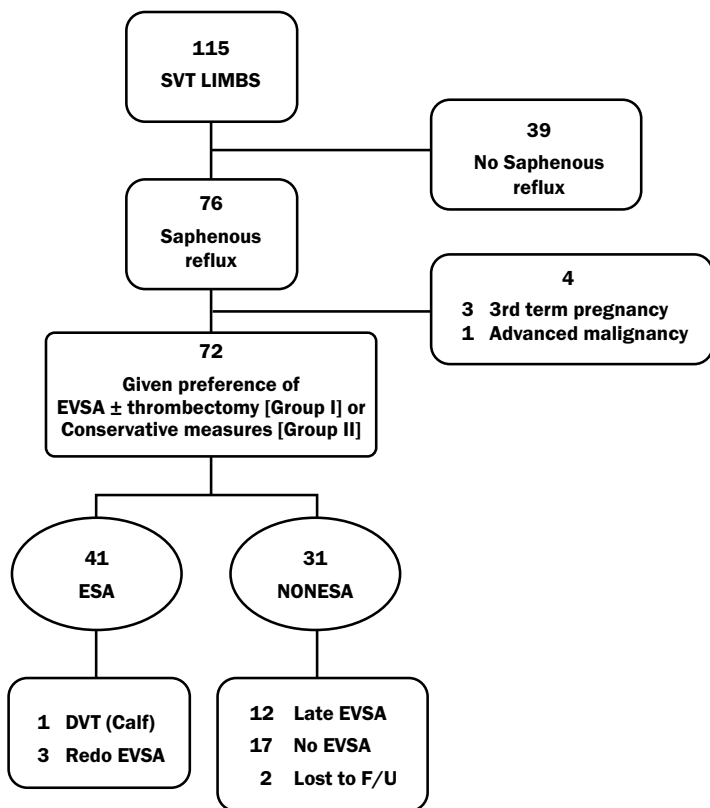 115
SVT LIMBS
39
No Saphenous
reflux
76
Saphenous
reflux
4
3 3rd term pregnancy
1 Advanced malignancy
72
Given preference of
EVSA ± thrombectomy [Group I] or
Conservative measures [Group II]
41
ESA
31
NONESA
1 DVT (Calf)
3 Redo EVSA
12 Late EVSA
17 No EVSA
2 Lost to F/U